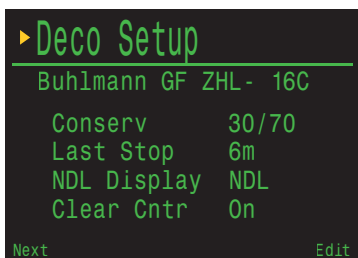 Deco Setup
Buhlmann GF ZHL- 16C
Conserv 30/70
Last Stop 6m
NDL Display NDL
Clear Cntr On
Next Edit